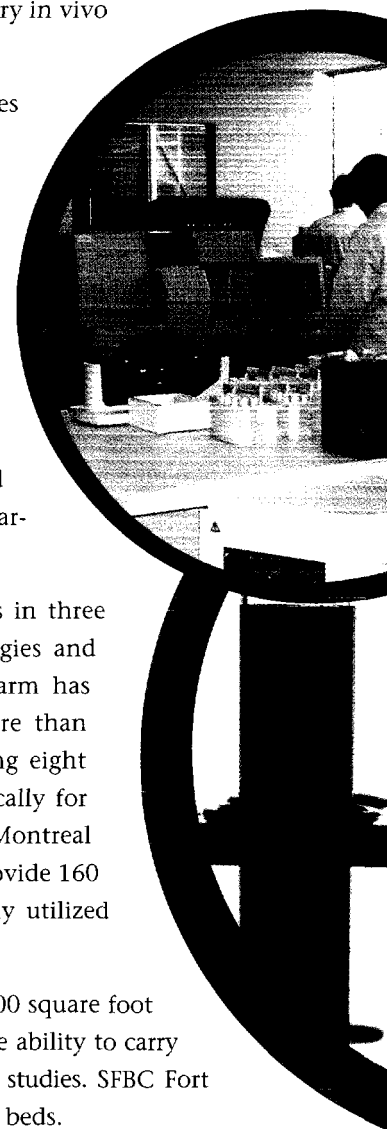 ry in vivo
es
d
ar-
s in three
gies and
arm has
re than
ng eight
cally for
Montreal
ovide 160
y utilized
00 square foot
e ability to carry
studies. SFBC Fort
beds.